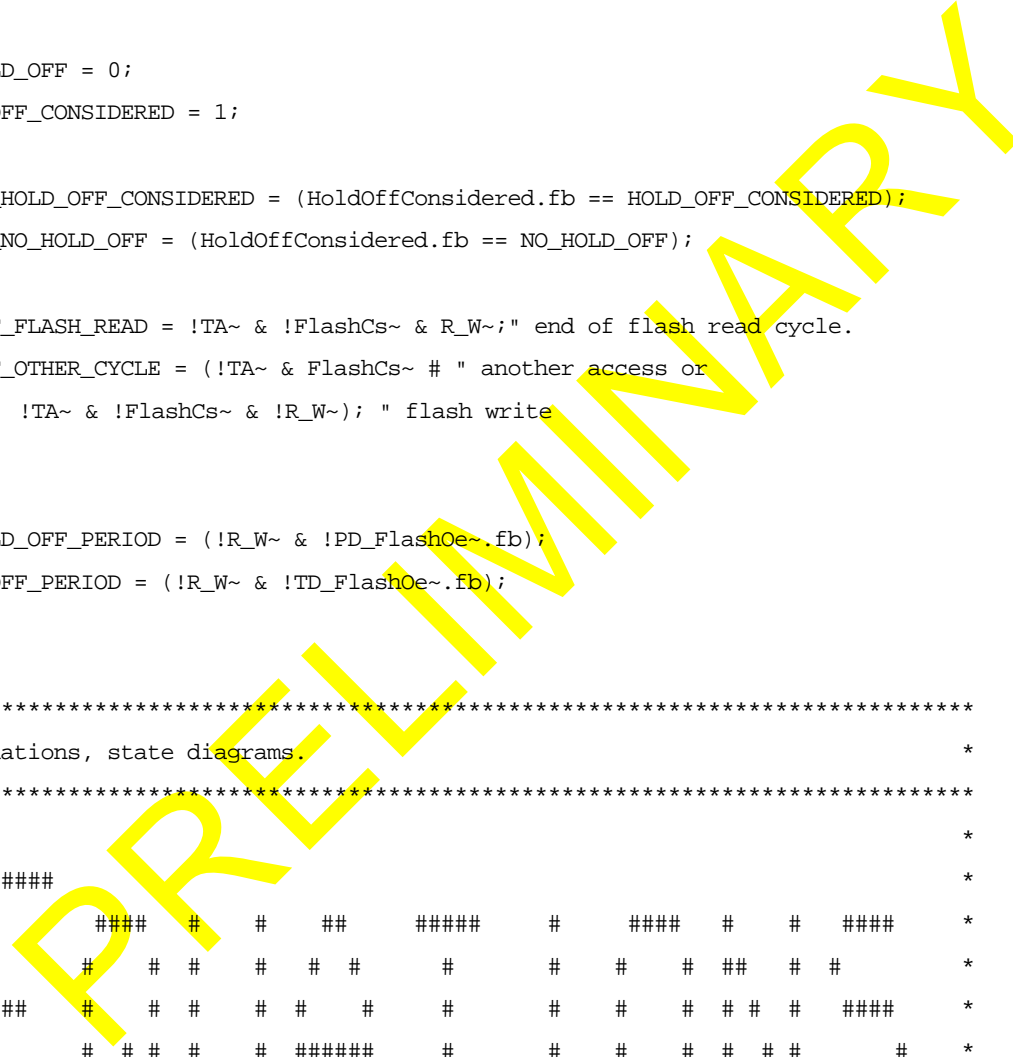 D_OFF = 0;
FF_CONSIDERED = 1;
HOLD_OFF_CONSIDERED = (HoldOffConsidered.fb == HOLD_OFF_CONSIDERED);
NO_HOLD_OFF = (HoldOffConsidered.fb == NO_HOLD_OFF);
_FLASH_READ = !TA~ & !FlashCs~ & R_W~;" end of flash read cycle.
_OTHER_CYCLE = (!TA~ & FlashCs~ # " another access or
!TA~ & !FlashCs~ & !R_W~); " flash write
D_OFF_PERIOD = (!R_W~ & !PD_FlashOe~.fb);
FF_PERIOD = (!R_W~ & !TD_FlashOe~.fb);
*************************************************************************
ations, state diagrams. *
*************************************************************************
*
#### *
#### # # ## ##### # #### # # #### *
# # # # # # # # # # ## # # *
## # # # # # # # # # # # # # #### *
# # # # # ###### # # # # # # # # *
PRELIMINARY